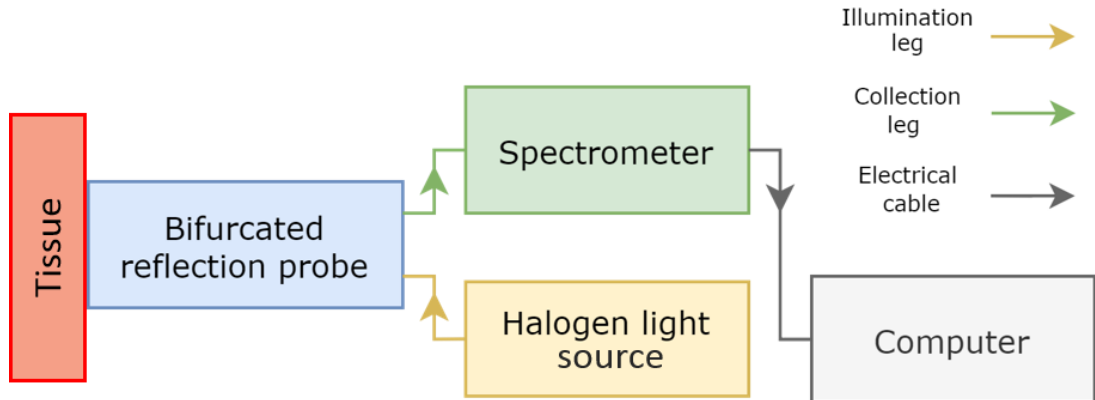 Illumination
leg
Collection
leg
Electrical
cable
Spectrometer
Tissue
Bifurcated
reflection probe
Halogen light
source
Computer